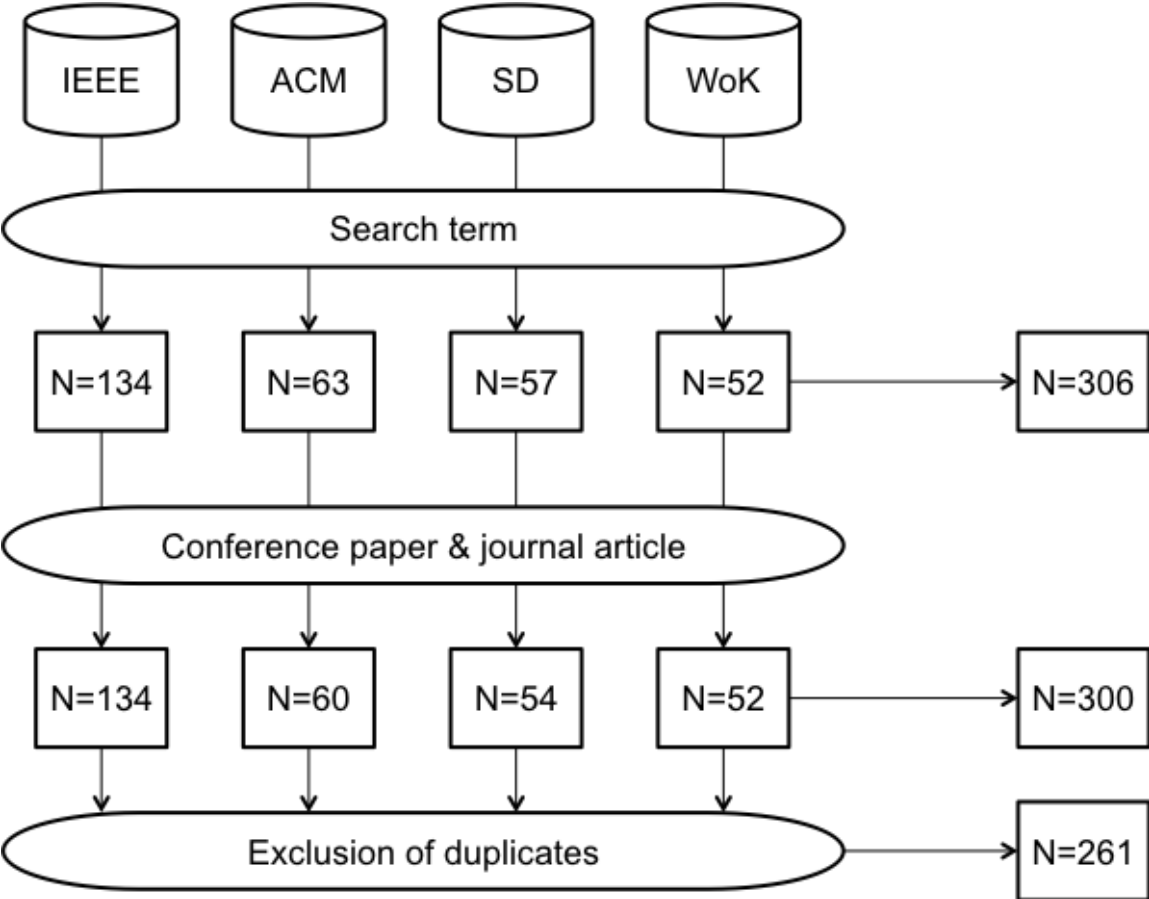 IEEE
ACM
SD
WoK
Search term
N=134
N=63
N=57
N=52
N=306
Conference paper & journal article
N=134
N=60
N=54
N=52
N=300
Exclusion of duplicates
N=261